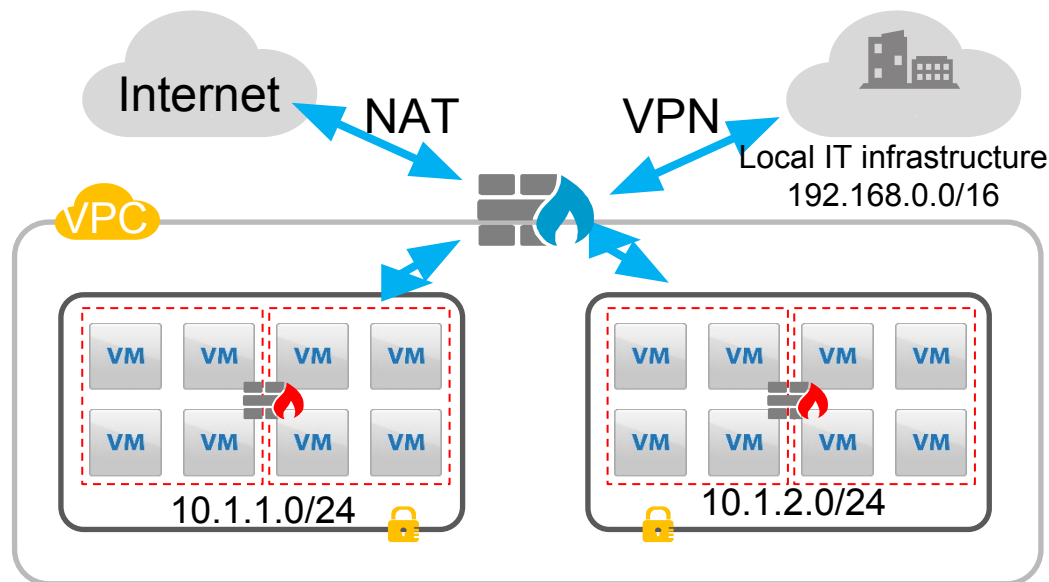 Internet
NAT
VPN
Local IT infrastructure
192.168.0.0/16
VPC
VM VM VM VM
VM VM VM VM
10.1.1.0/24
VM VM VM VM
VM VM VM VM
10.1.2.0/24